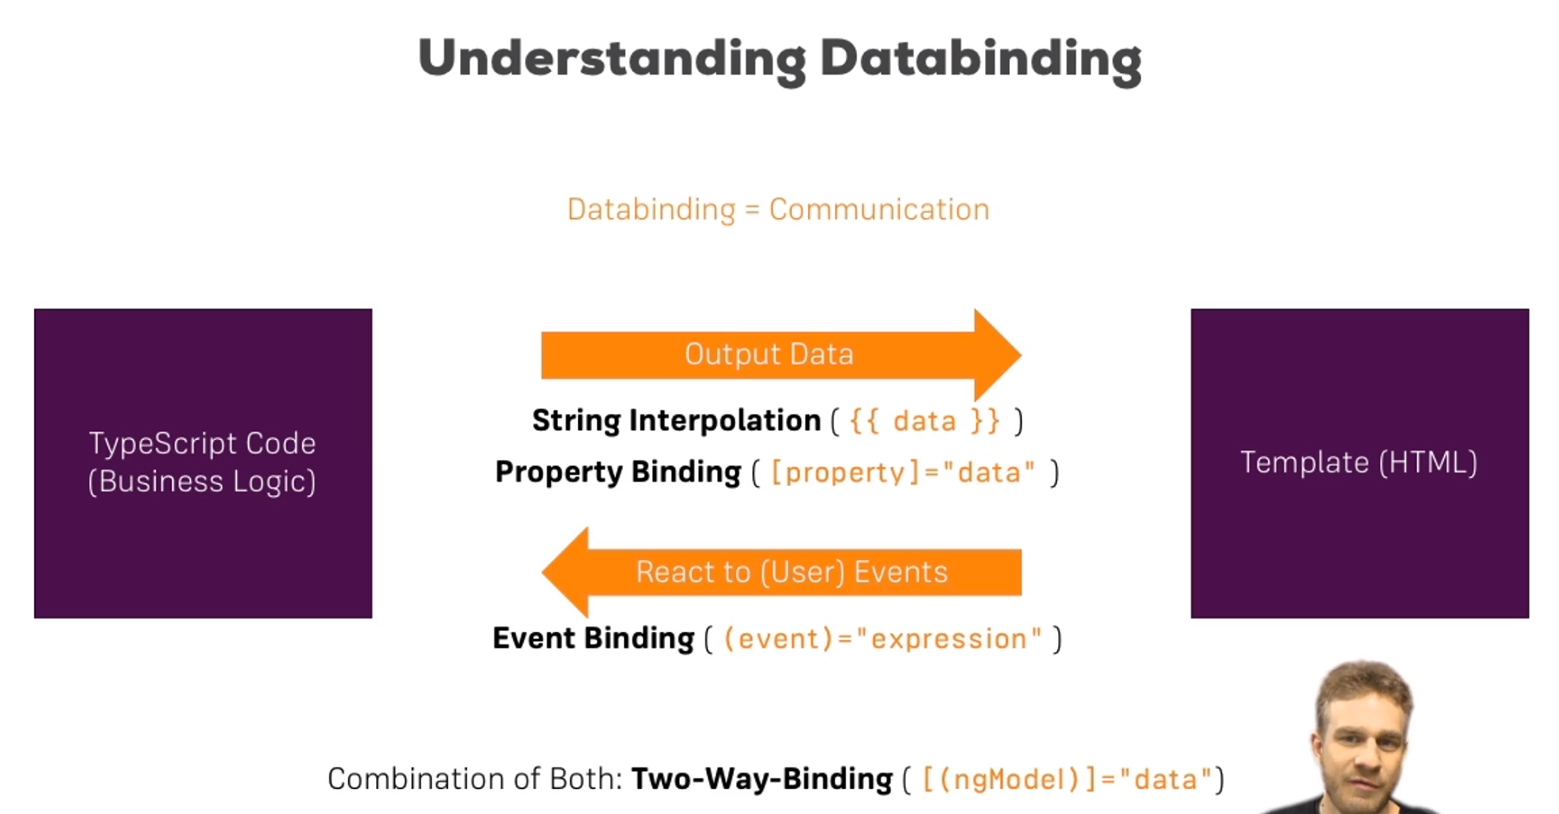 Understanding Databinding
Databinding = Communication
TypeScript Code
(Business Logic)
Output Data
String Interpolation ( {{ data }} )
Property Binding ( [property]="data" )
React to (User) Events
Event Binding ( (event)="expression" )
Template (HTML)
Combination of Both: Two-Way-Binding ( [(ngModel)]="data")